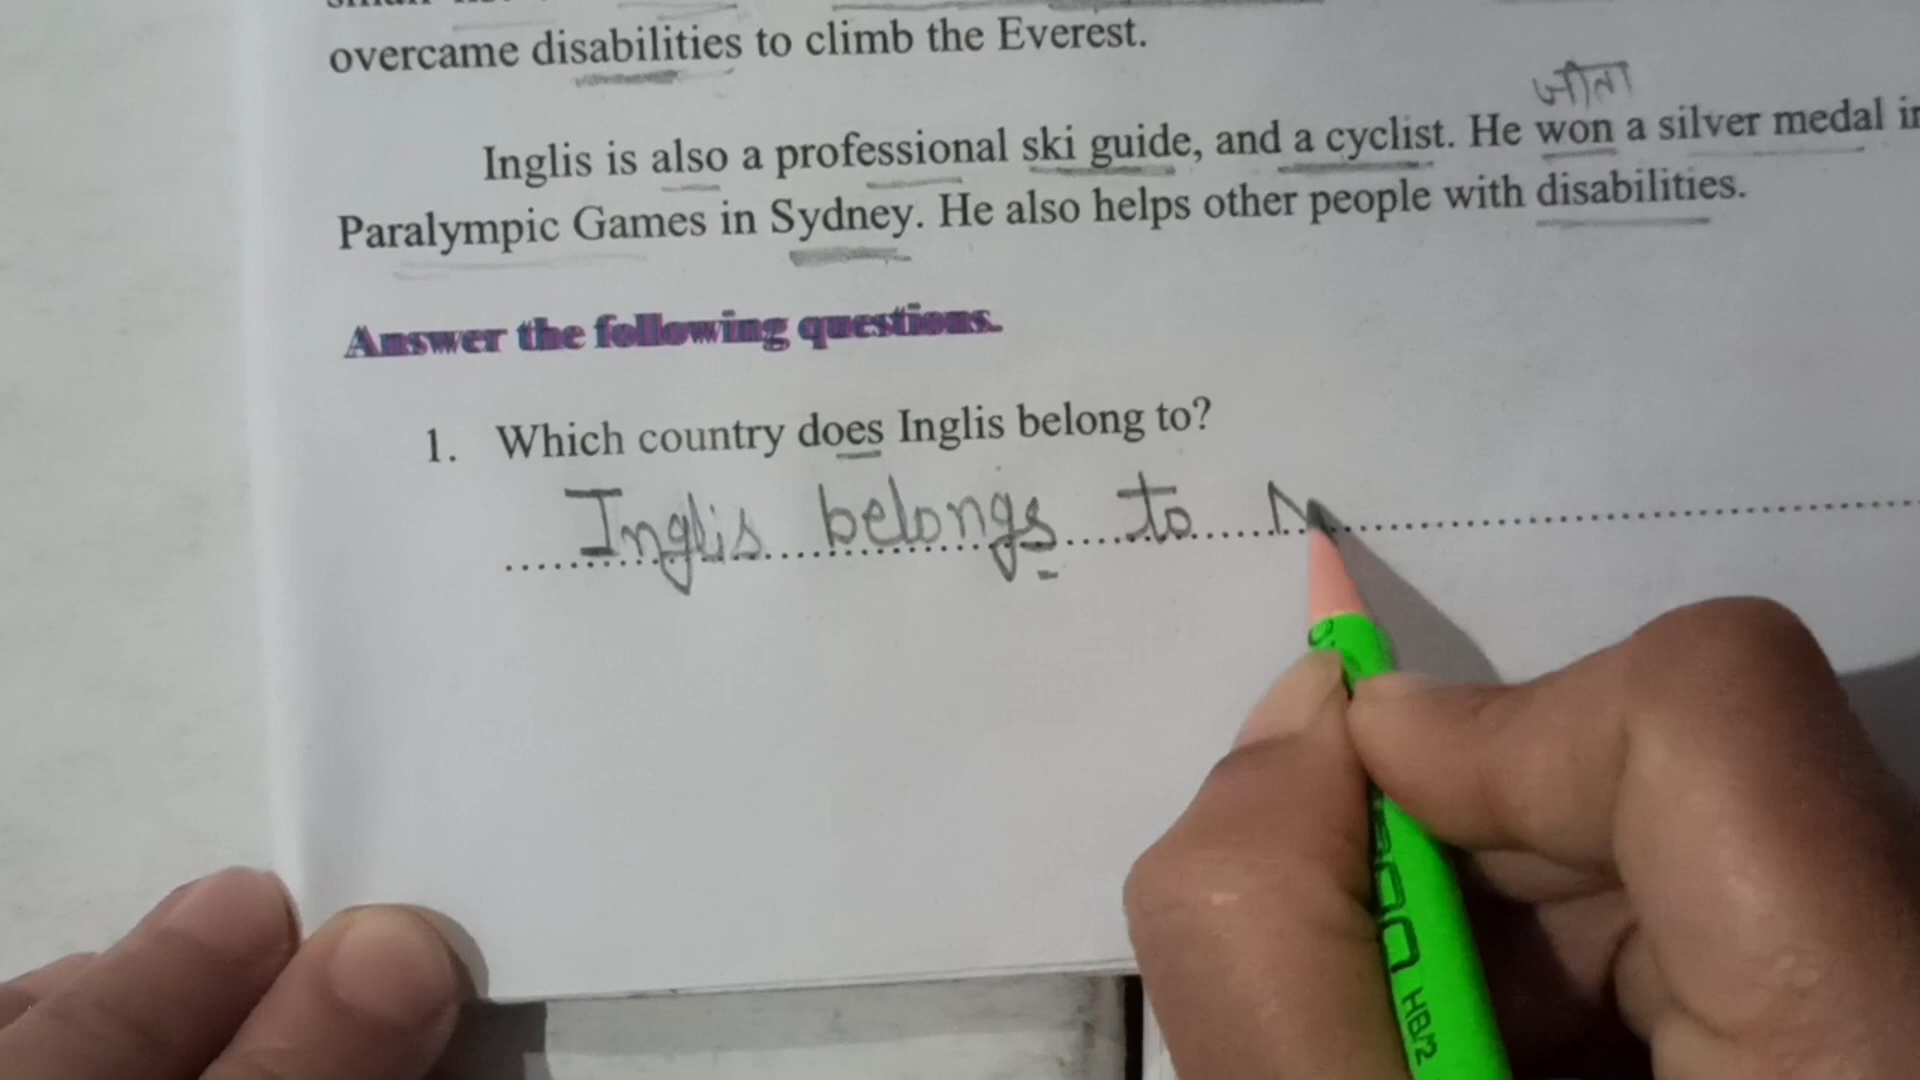 overcame disabilities to climb the Everest.
जीता
Inglis is also a professional ski guide, and a cyclist. He won a silver medal in
Paralympic Games in Sydney. He also helps other people with disabilities.
Answer the following questions.
1. Which country does Inglis belong to?
Inglis belongs to N
HB/2